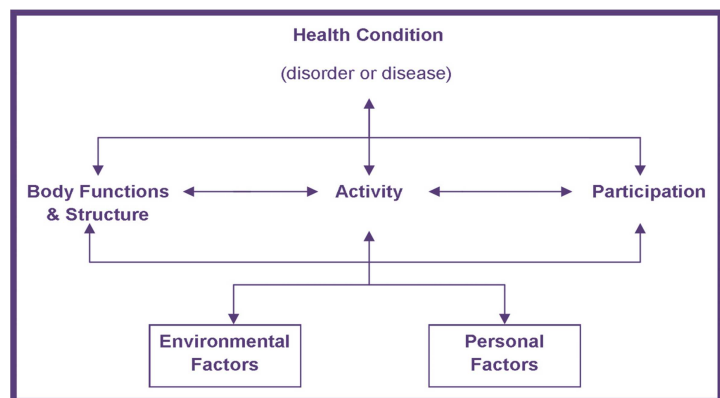 Health Condition
(disorder or disease)
Body Functions
& Structure
Activity
Participation
Environmental
Factors
Personal
Factors